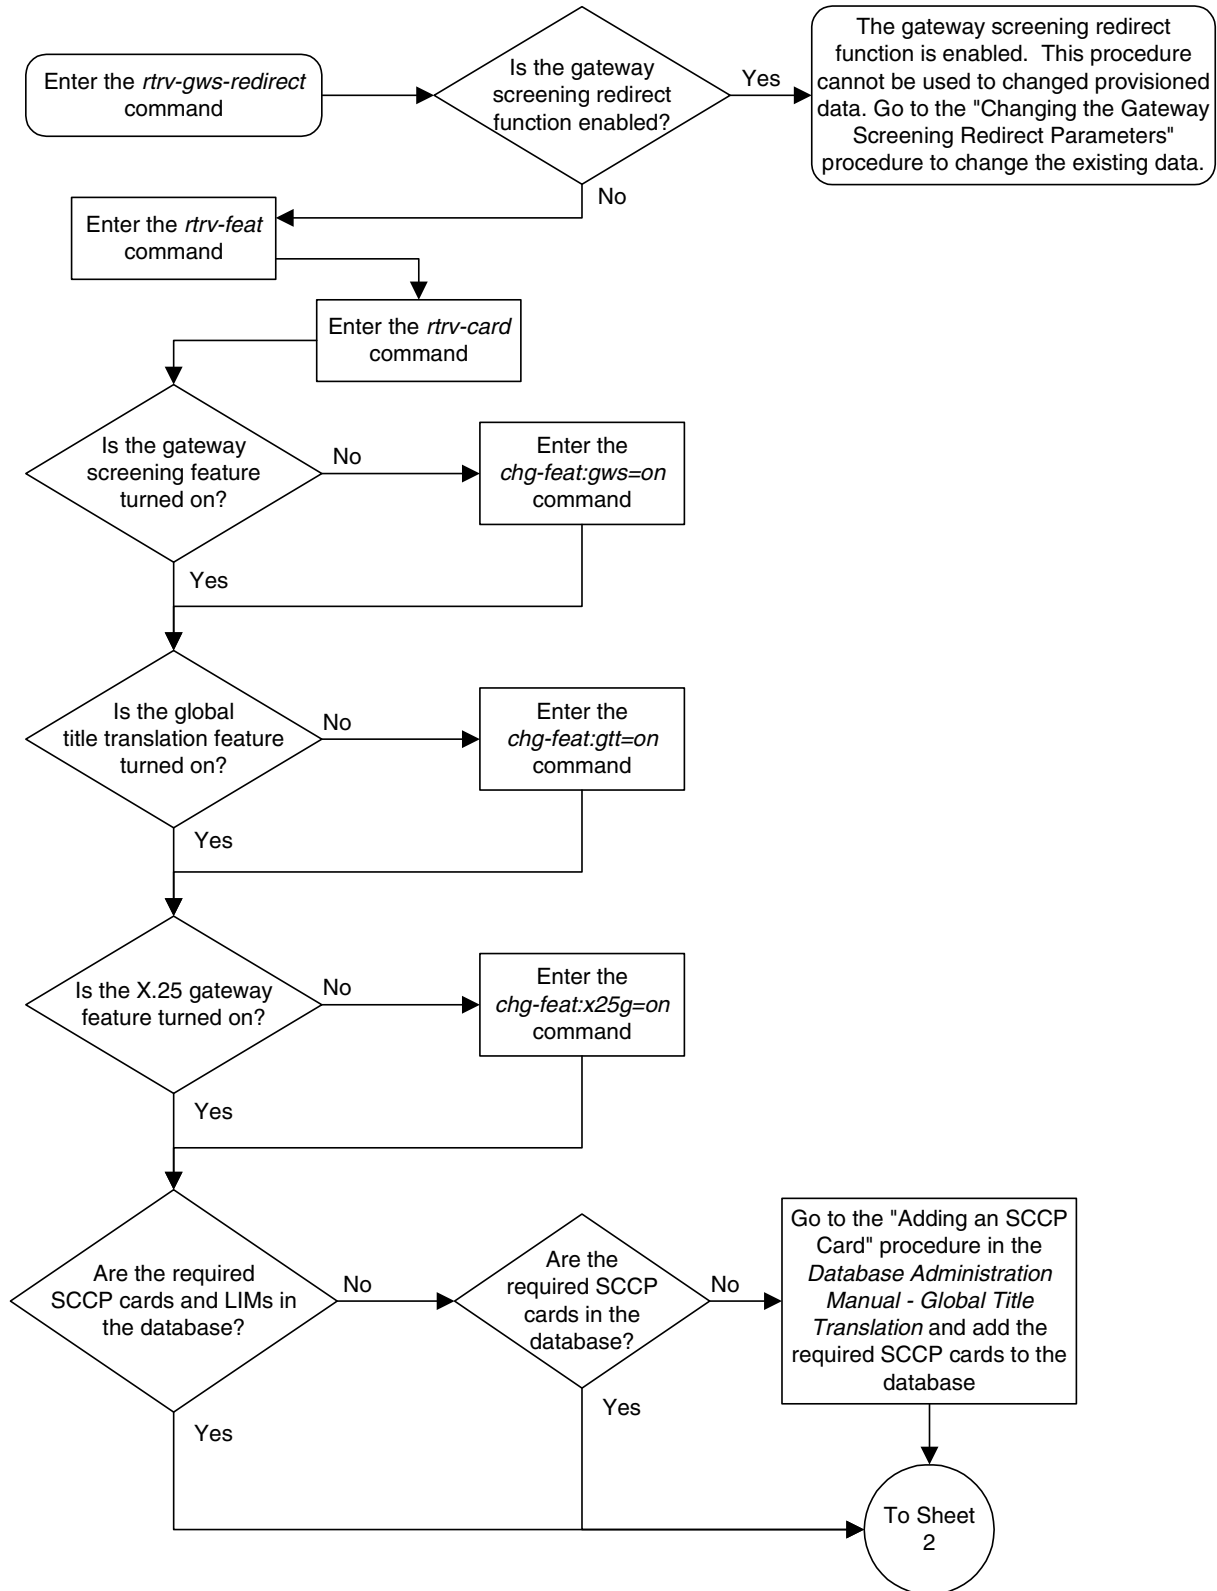 Enter the rtrv-gws-redirect
command
Is the gateway
screening redirect
function enabled?
Yes
The gateway screening redirect
function is enabled. This procedure
cannot be used to changed provisioned
data. Go to the "Changing the Gateway
Screening Redirect Parameters"
procedure to change the existing data.
No
Enter the rtrv-feat
command
Enter the rtrv-card
command
Is the gateway
screening feature
turned on?
No
Enter the
chg-feat:gws=on
command
Yes
Is the global
title translation feature
turned on?
No
Enter the
chg-feat:gtt=on
command
Yes
Is the X.25 gateway
feature turned on?
No
Enter the
chg-feat:x25g=on
command
Yes
Are the required
SCCP cards and LIMs in
the database?
No
Are the
required SCCP
cards in the
database?
No
Go to the "Adding an SCCP
Card" procedure in the
Database Administration
Manual - Global Title
Translation and add the
required SCCP cards to the
database
Yes
Yes
To Sheet
2